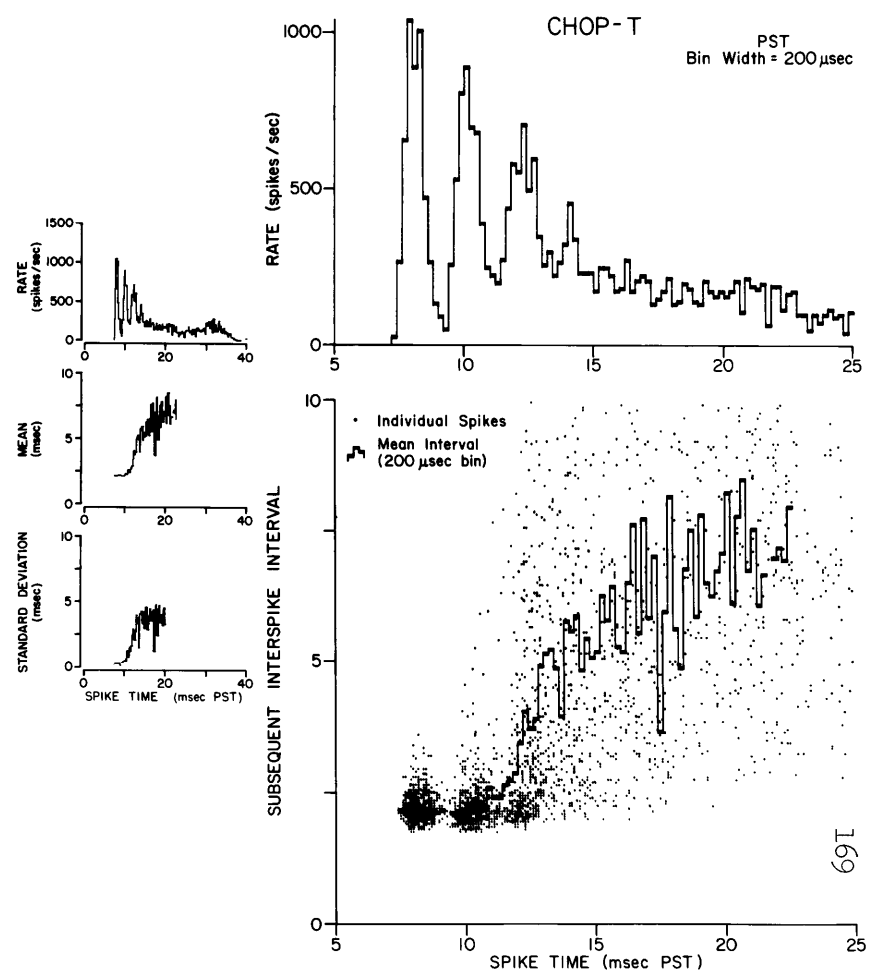 CHOP-T
PST
Bin Width = 200 μsec
RATE (spikes/sec)
1000
500
0
5 10 15 20 25
RATE
(spikes/sec)
1500
1000
500
0
0 10 20 40
MEAN
(msec)
10
5
0
0 20 40
STANDARD DEVIATION
(msec)
10
5
0
0 20 40
SPIKE TIME (msec PST)
SUBSEQUENT INTERSPIKE INTERVAL
10
5
0
Individual Spikes
Mean Interval
(200 μsec bin)
5 10 15 20 25
SPIKE TIME (msec PST)
169